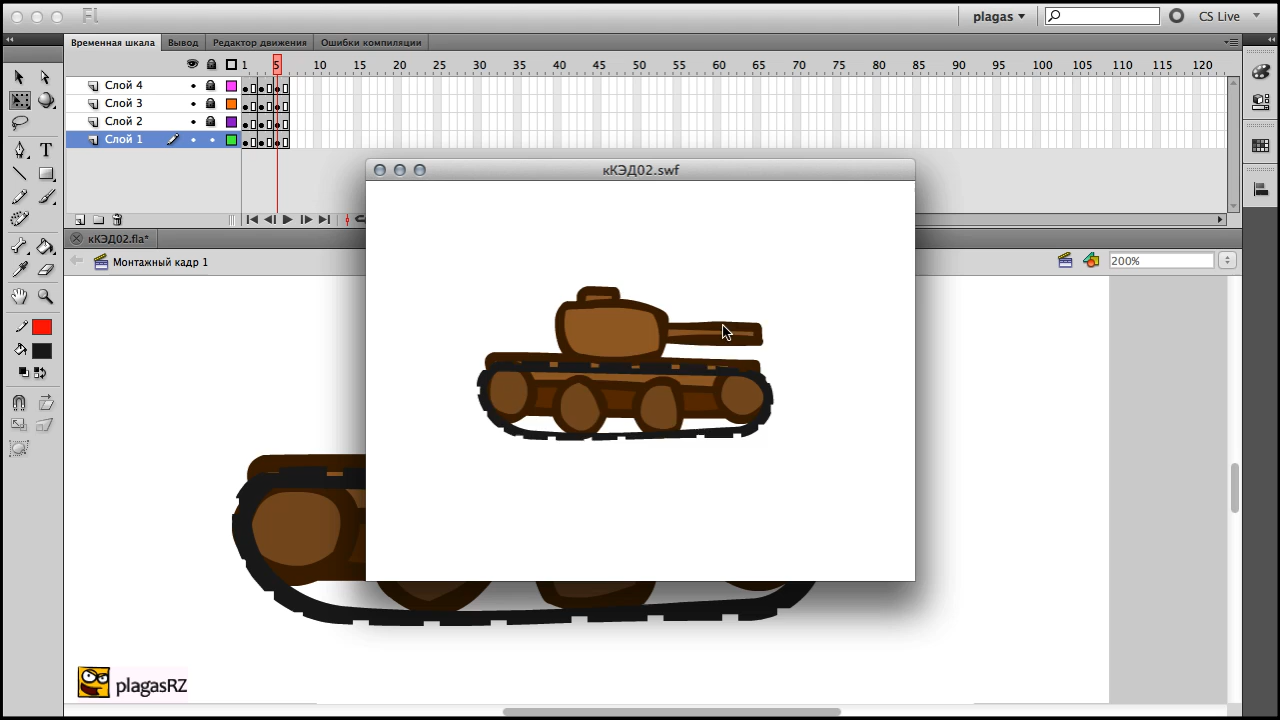 Fl
plagas
CS Live
Временная шкала
Вывод
Редактор движения
Ошибки компиляции
1 5 10 15 20 25 30 35 40 45 50 55 60 65 70 75 80 85 90 95 100 105 110 115 120
Слой 4
Слой 3
Слой 2
Слой 1
кКЭД02.swf
кКЭД02.fla*
Монтажный кадр 1
200%
T
plagasRZ